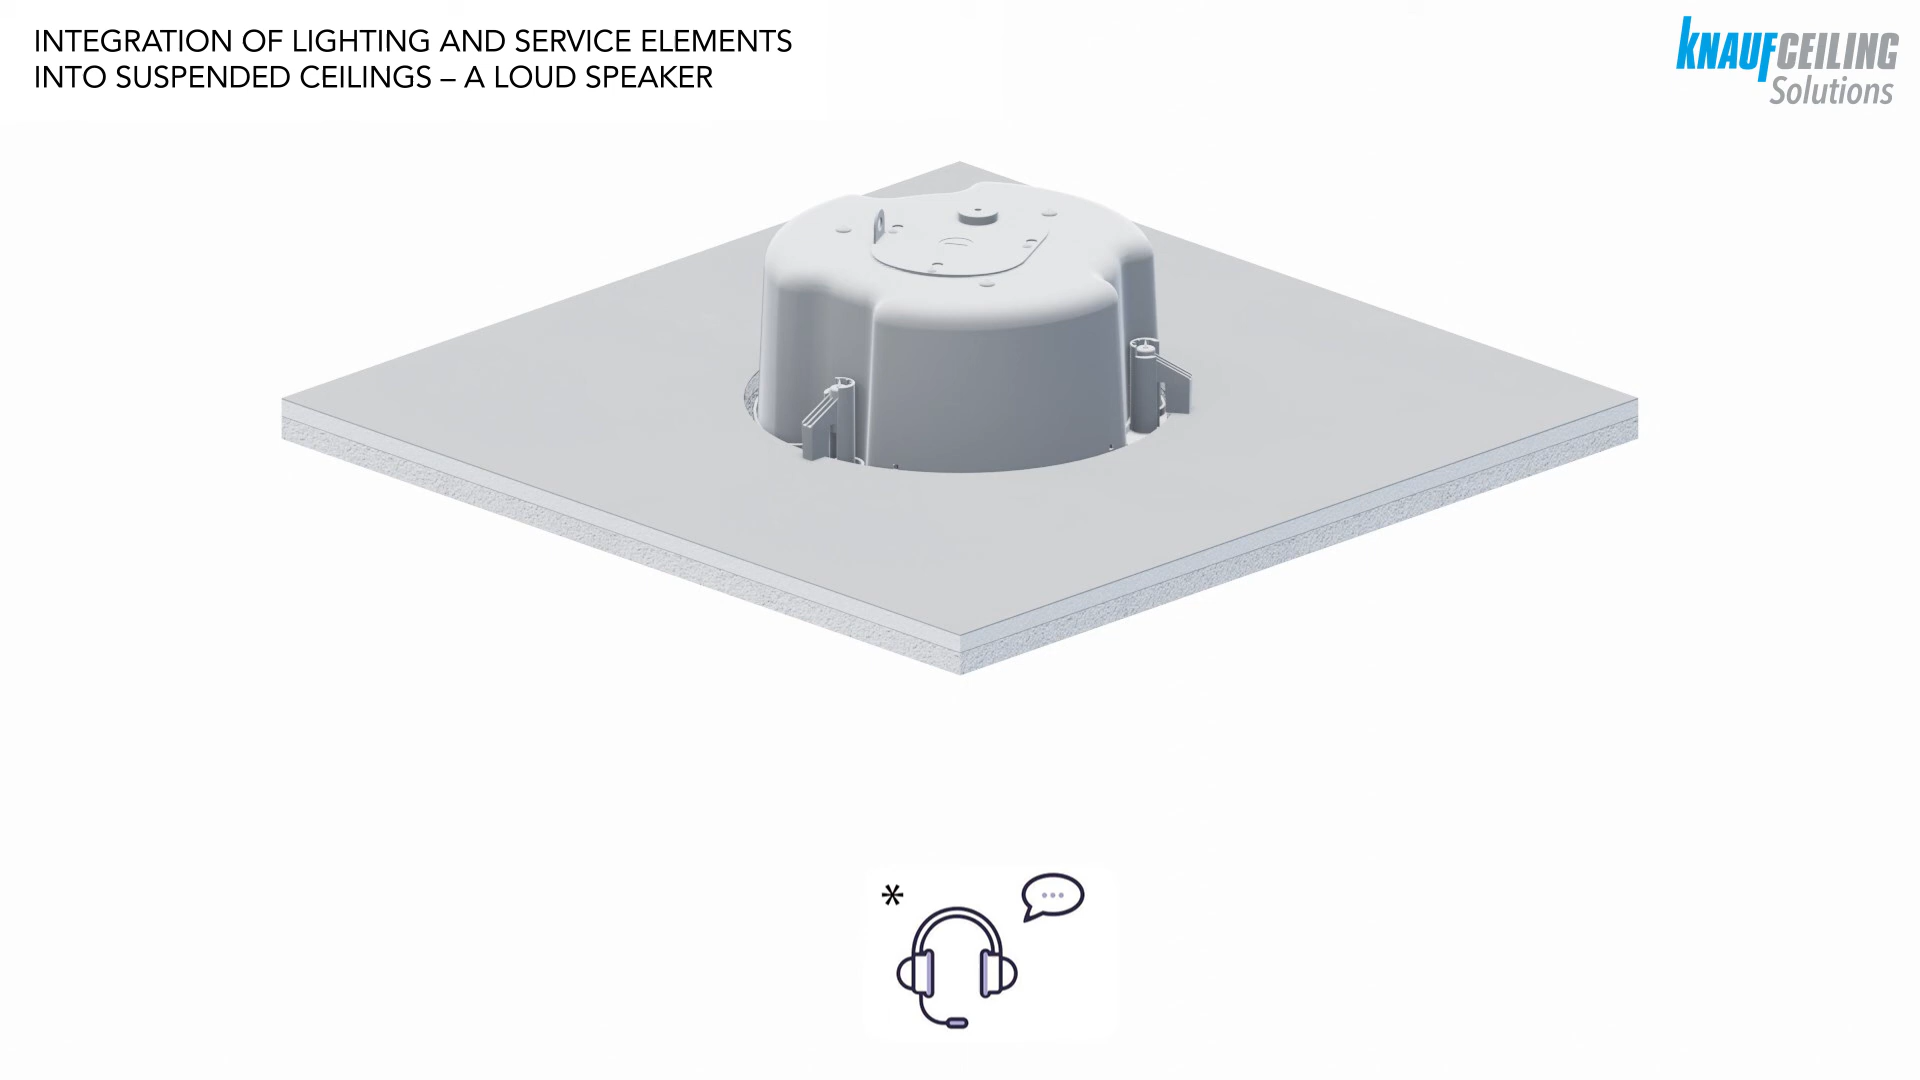 INTEGRATION OF LIGHTING AND SERVICE ELEMENTS
INTO SUSPENDED CEILINGS – A LOUD SPEAKER
KNAUFCEILING
Solutions
*